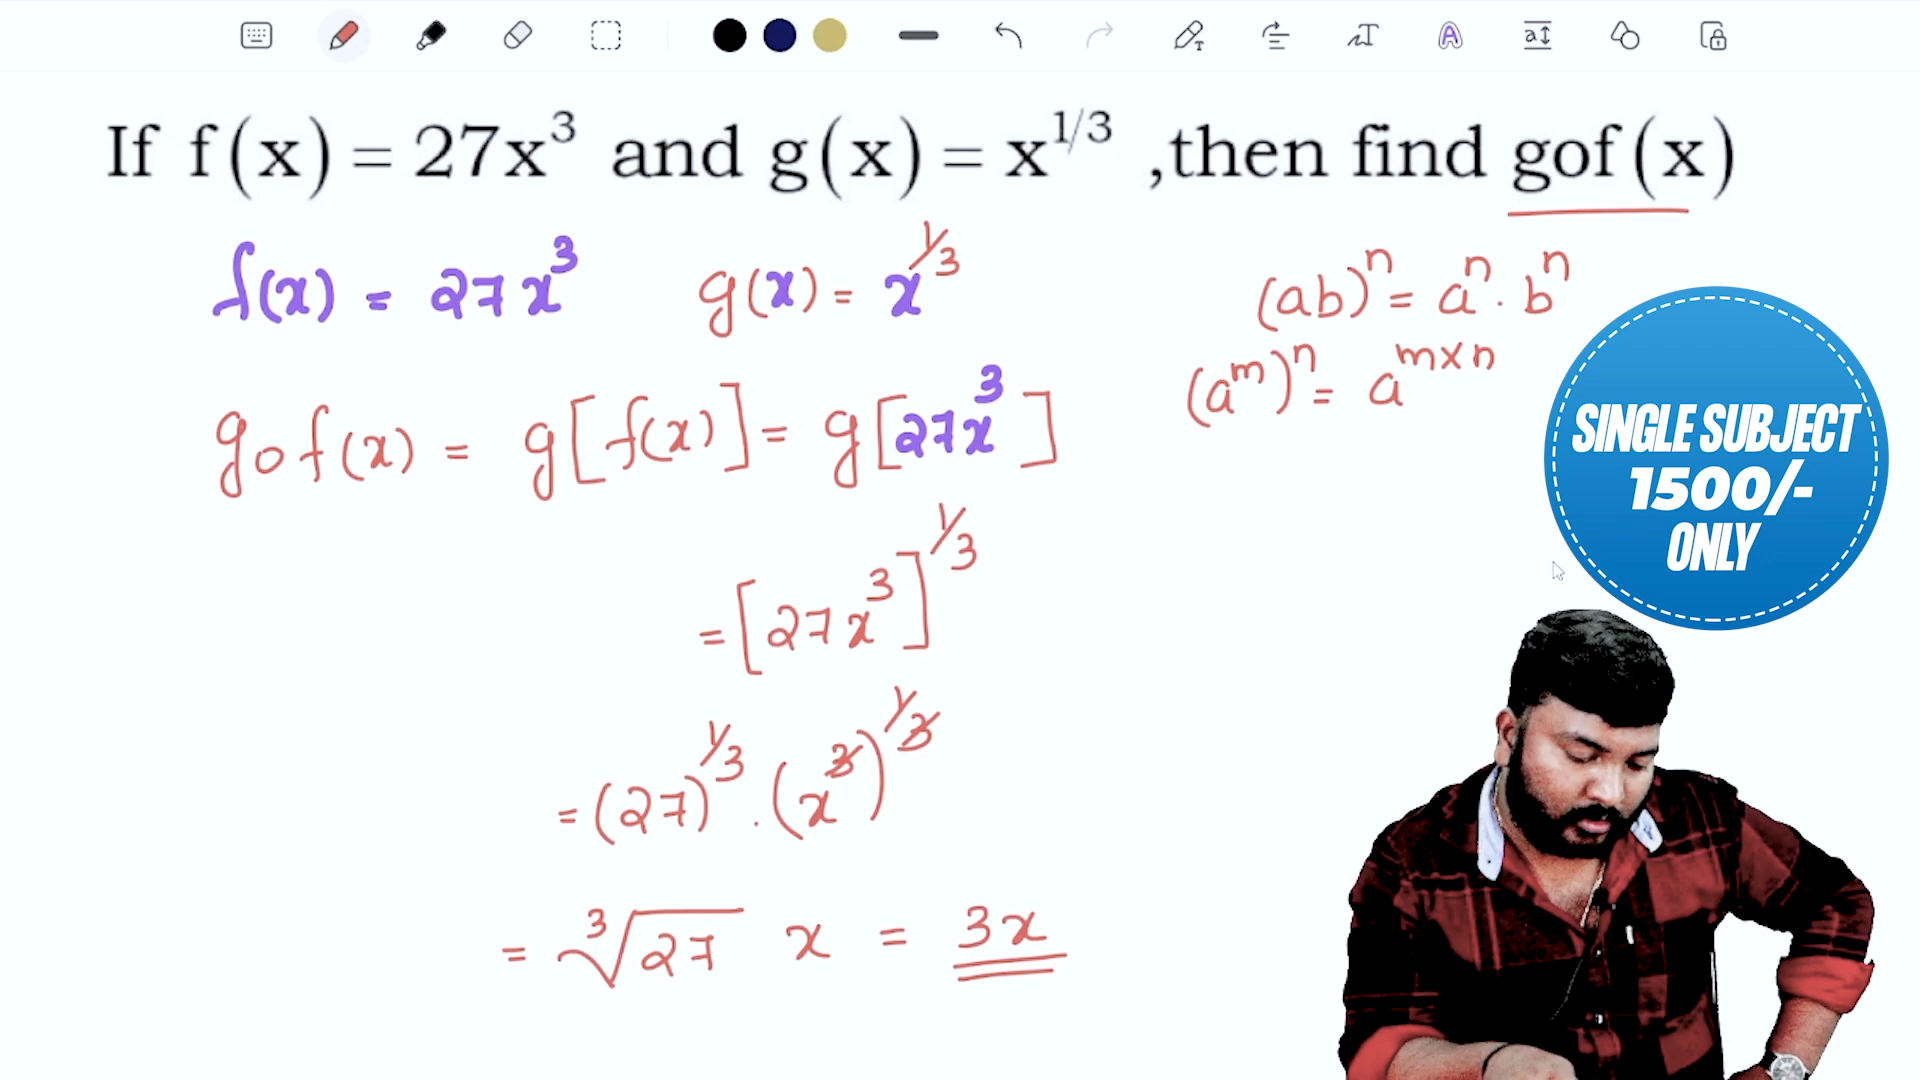 If f(x) = 27x³ and g(x) = x^{1/3} ,then find gof(x)
f(x) = 27x³
g(x) = x^{1/3}
(ab)ⁿ = aⁿ · bⁿ
(aᵐ)ⁿ = a^{m×n}
gof(x) = g[f(x)] = g[27x³]
= [27x³]^{1/3}
= (27)^{1/3} · (x³)^{1/3}
= ∛27 x = 3x
SINGLE SUBJECT
1500/-
ONLY